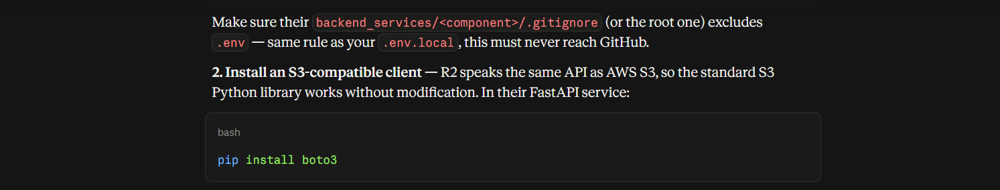 Make sure their backend_services/<component>/.gitignore (or the root one) excludes
.env — same rule as your .env.local, this must never reach GitHub.
2. Install an S3-compatible client — R2 speaks the same API as AWS S3, so the standard S3
Python library works without modification. In their FastAPI service:
bash
pip install boto3